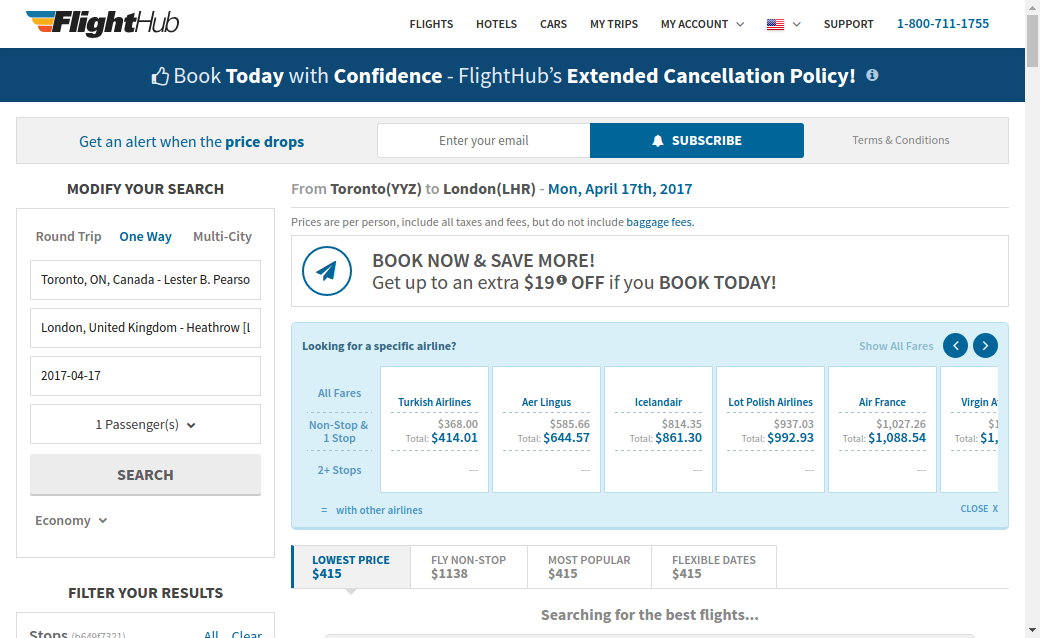 FlightHub
FLIGHTS HOTELS CARS MY TRIPS MY ACCOUNT SUPPORT 1-800-711-1755
Book Today with Confidence - FlightHub's Extended Cancellation Policy!
Get an alert when the price drops
Enter your email
SUBSCRIBE
Terms & Conditions
MODIFY YOUR SEARCH
Round Trip One Way Multi-City
Toronto, ON, Canada - Lester B. Pearso
London, United Kingdom - Heathrow [L
2017-04-17
1 Passenger(s)
SEARCH
Economy
FILTER YOUR RESULTS
Stops (b649f7321) All Clear
From Toronto(YYZ) to London(LHR) - Mon, April 17th, 2017
Prices are per person, include all taxes and fees, but do not include baggage fees.
BOOK NOW & SAVE MORE!
Get up to an extra $19 OFF if you BOOK TODAY!
Looking for a specific airline?
Show All Fares
All Fares
Non-Stop &
1 Stop
2+ Stops
Turkish Airlines
$368.00
Total: $414.01
---
Aer Lingus
$585.66
Total: $644.57
---
Icelandair
$814.35
Total: $861.30
---
Lot Polish Airlines
$937.03
Total: $992.93
---
Air France
$1,027.26
Total: $1,088.54
---
Virgin
$1
Total: $1,
= with other airlines
CLOSE X
LOWEST PRICE
$415
FLY NON-STOP
$1138
MOST POPULAR
$415
FLEXIBLE DATES
$415
Searching for the best flights...